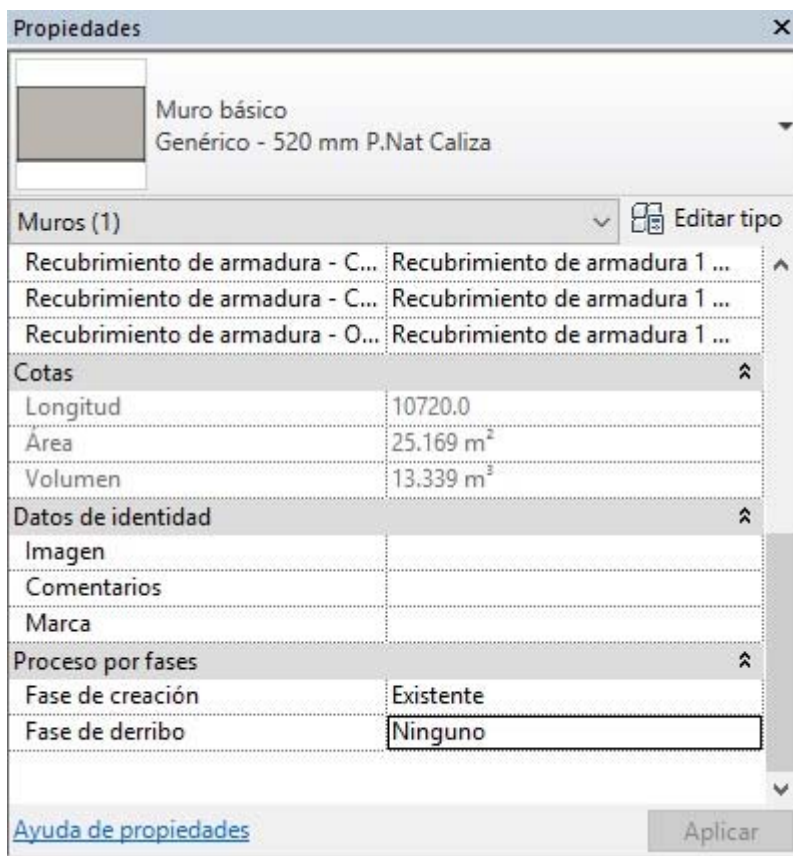 Propiedades
Muro básico
Genérico - 520 mm P.Nat Caliza
Muros (1) Editar tipo
Recubrimiento de armadura - C... Recubrimiento de armadura 1 ...
Recubrimiento de armadura - C... Recubrimiento de armadura 1 ...
Recubrimiento de armadura - O... Recubrimiento de armadura 1 ...
Cotas
Longitud 10720.0
Área 25.169 m²
Volumen 13.339 m³
Datos de identidad
Imagen
Comentarios
Marca
Proceso por fases
Fase de creación Existente
Fase de derribo Ninguno
Ayuda de propiedades Aplicar